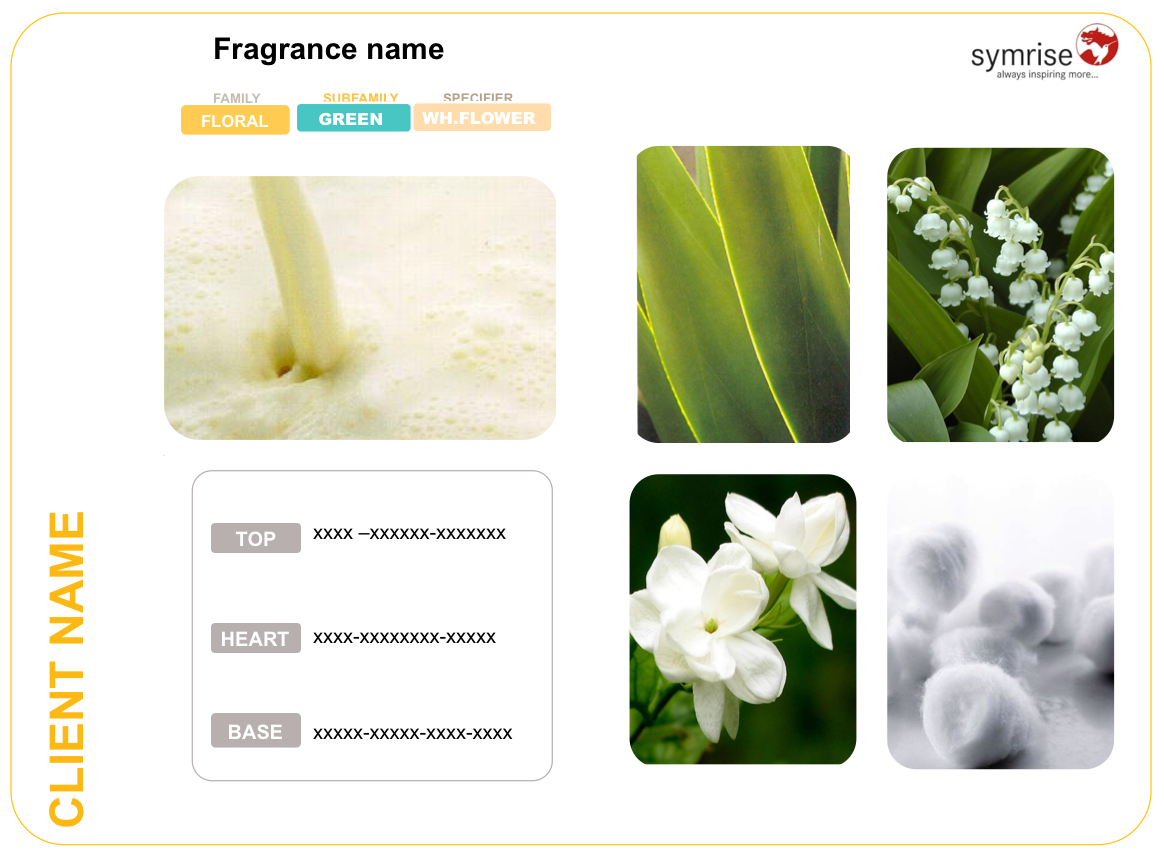 Fragrance name
symrise
always inspiring more...
FAMILY
SUBFAMILY
SPECIFIER
FLORAL
GREEN
WH.FLOWER
TOP
xxxx –xxxxxx-xxxxxxx
HEART
xxxx-xxxxxxxx-xxxxx
BASE
xxxxx-xxxxx-xxxx-xxxx
CLIENT NAME